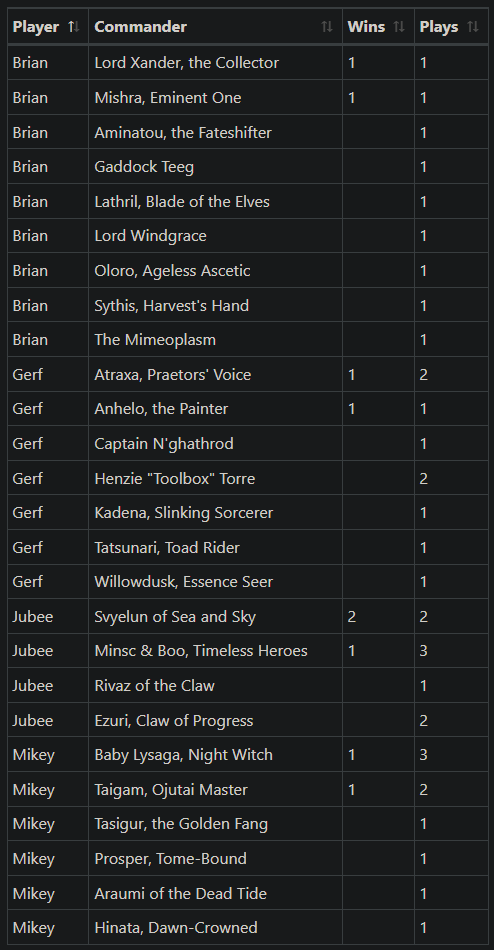 Player Commander Wins Plays
Brian Lord Xander, the Collector 1 1
Brian Mishra, Eminent One 1 1
Brian Aminatou, the Fateshifter 1
Brian Gaddock Teeg 1
Brian Lathril, Blade of the Elves 1
Brian Lord Windgrace 1
Brian Oloro, Ageless Ascetic 1
Brian Sythis, Harvest's Hand 1
Brian The Mimeoplasm 1
Gerf Atraxa, Praetors' Voice 1 2
Gerf Anhelo, the Painter 1 1
Gerf Captain N'ghathrod 1
Gerf Henzie "Toolbox" Torre 2
Gerf Kadena, Slinking Sorcerer 1
Gerf Tatsunari, Toad Rider 1
Gerf Willowdusk, Essence Seer 1
Jubee Svyelun of Sea and Sky 2 2
Jubee Minsc & Boo, Timeless Heroes 1 3
Jubee Rivaz of the Claw 1
Jubee Ezuri, Claw of Progress 2
Mikey Baby Lysaga, Night Witch 1 3
Mikey Taigam, Ojutai Master 1 2
Mikey Tasigur, the Golden Fang 1
Mikey Prosper, Tome-Bound 1
Mikey Araumi of the Dead Tide 1
Mikey Hinata, Dawn-Crowned 1